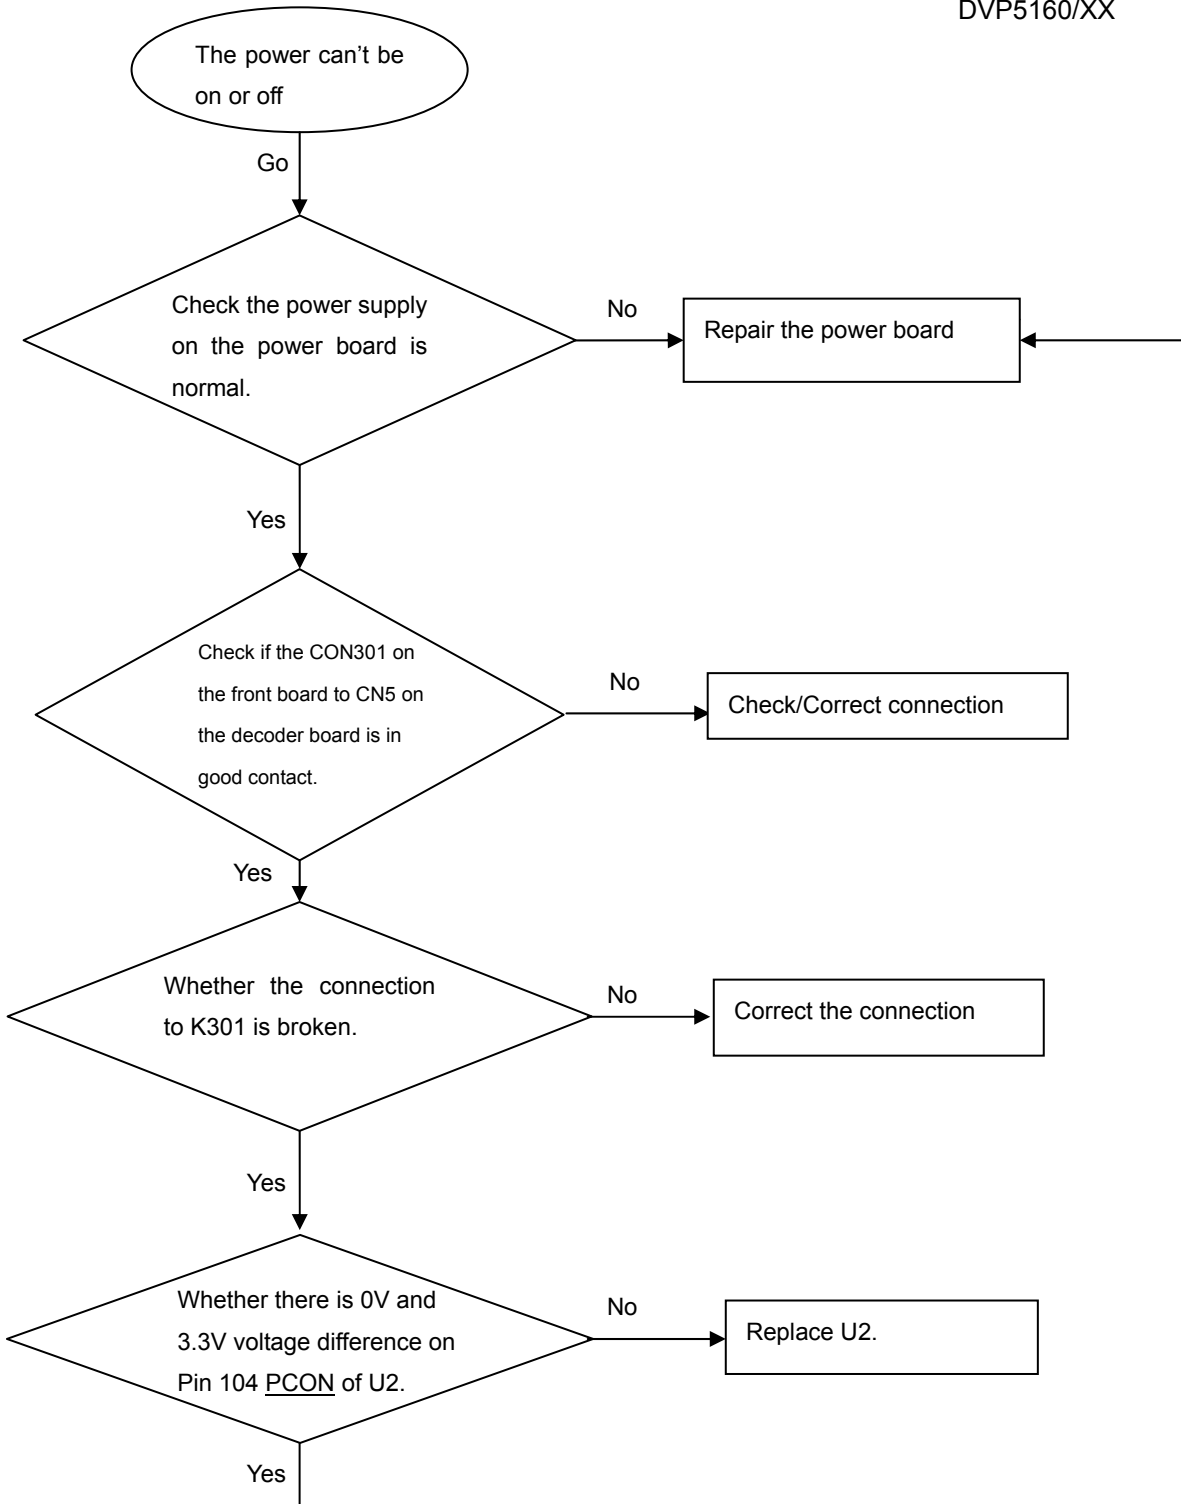 DVP5160/XX
The power can't be
on or off
Go
Check the power supply
on the power board is
normal.
No
Repair the power board
Yes
Check if the CON301 on
the front board to CN5 on
the decoder board is in
good contact.
No
Check/Correct connection
Yes
Whether the connection
to K301 is broken.
No
Correct the connection
Yes
Whether there is 0V and
3.3V voltage difference on
Pin 104 PCON of U2.
No
Replace U2.
Yes